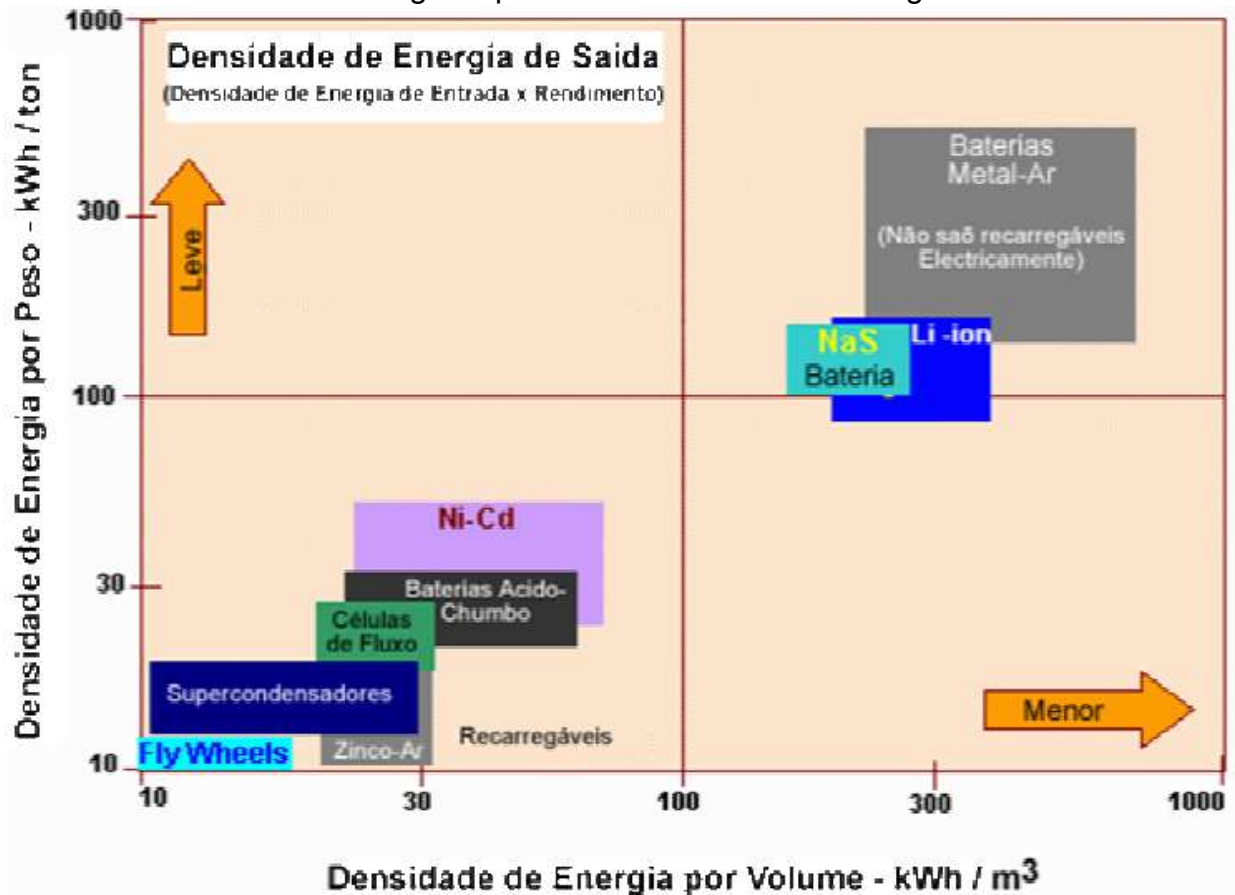 1000
Densidade de Energia de Saida
(Densidade de Energia de Entrada x Rendimento)
Densidade de Energia por Peso - kWh / ton
Leve
300
Baterias
Metal-Ar
(Não saõ recarregáveis
Electricamente)
NaS
Bateria
Li -ion
100
Ni-Cd
30
Baterias Acido-
Chumbo
Células
de Fluxo
Supercondensadores
Menor
Recarregáveis
Fly Wheels
Zinco-Ar
10
10
30
100
300
1000
Densidade de Energia por Volume - kWh / m³